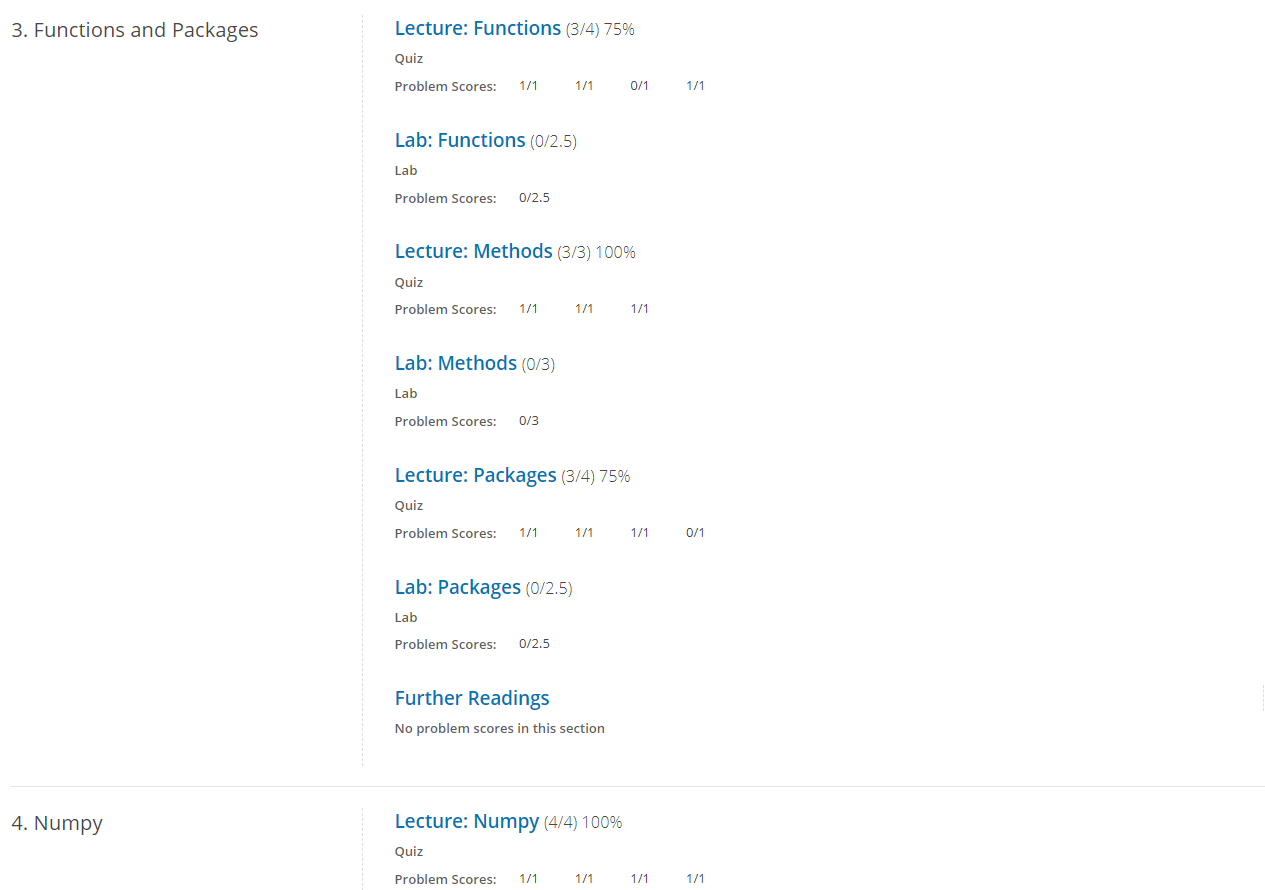 3. Functions and Packages
Lecture: Functions (3/4) 75%
Quiz
Problem Scores: 1/1 1/1 0/1 1/1
Lab: Functions (0/2.5)
Lab
Problem Scores: 0/2.5
Lecture: Methods (3/3) 100%
Quiz
Problem Scores: 1/1 1/1 1/1
Lab: Methods (0/3)
Lab
Problem Scores: 0/3
Lecture: Packages (3/4) 75%
Quiz
Problem Scores: 1/1 1/1 1/1 0/1
Lab: Packages (0/2.5)
Lab
Problem Scores: 0/2.5
Further Readings
No problem scores in this section
4. Numpy
Lecture: Numpy (4/4) 100%
Quiz
Problem Scores: 1/1 1/1 1/1 1/1